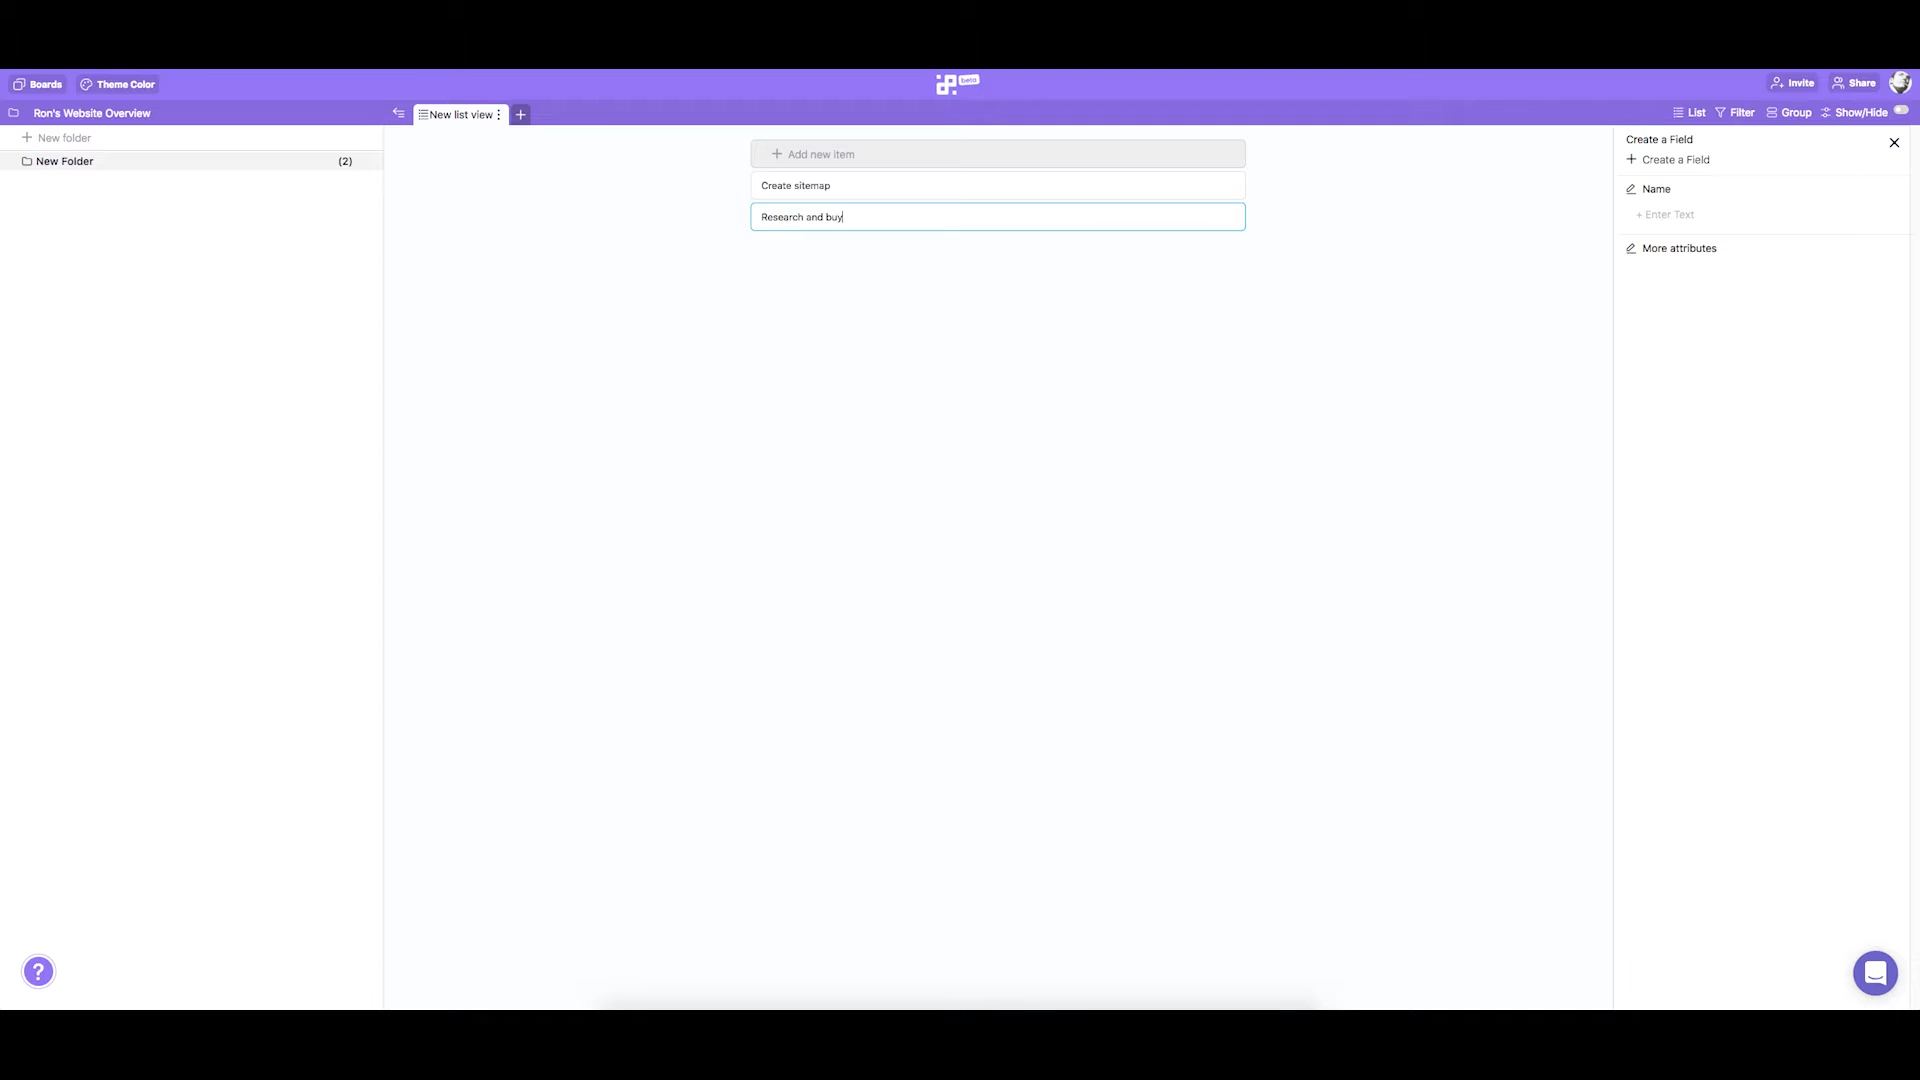 Boards
Theme Color
beta
Invite
Share
Ron's Website Overview
New list view
List
Filter
Group
Show/Hide
New folder
New Folder
(2)
Add new item
Create sitemap
Research and buy
Create a Field
Create a Field
Name
+ Enter Text
More attributes
?